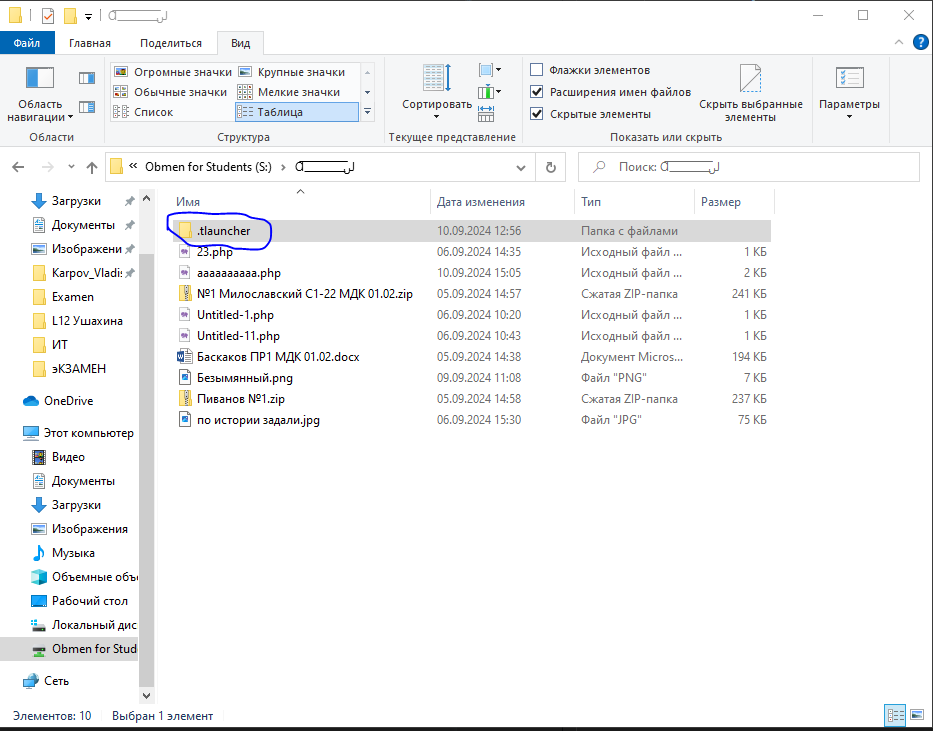 Файл Главная Поделиться Вид
Область навигации
Огромные значки Крупные значки
Обычные значки Мелкие значки
Список Таблица
Сортировать
Флажки элементов
Расширения имен файлов
Скрытые элементы
Скрыть выбранные элементы
Параметры
Области Структура Текущее представление Показать или скрыть
« Obmen for Students (S:) ›
Поиск:
Загрузки
Документы
Изображени
Karpov_Vladis
Examen
L12 Ушахина
ИТ
эКЗАМЕН
OneDrive
Этот компьютер
Видео
Документы
Загрузки
Изображения
Музыка
Объемные объ
Рабочий стол
Локальный дис
Obmen for Stud
Сеть
Имя Дата изменения Тип Размер
.tlauncher 10.09.2024 12:56 Папка с файлами
23.php 06.09.2024 14:35 Исходный файл ... 1 КБ
aaaaaaaaaa.php 10.09.2024 15:05 Исходный файл ... 2 КБ
№1 Милославский С1-22 МДК 01.02.zip 05.09.2024 14:57 Сжатая ZIP-папка 241 КБ
Untitled-1.php 06.09.2024 10:20 Исходный файл ... 1 КБ
Untitled-11.php 06.09.2024 10:43 Исходный файл ... 1 КБ
Баскаков ПР1 МДК 01.02.docx 05.09.2024 14:38 Документ Micros... 194 КБ
Безымянный.png 09.09.2024 11:08 Файл "PNG" 7 КБ
Пиванов №1.zip 05.09.2024 14:58 Сжатая ZIP-папка 237 КБ
по истории задали.jpg 06.09.2024 15:30 Файл "JPG" 75 КБ
Элементов: 10 Выбран 1 элемент